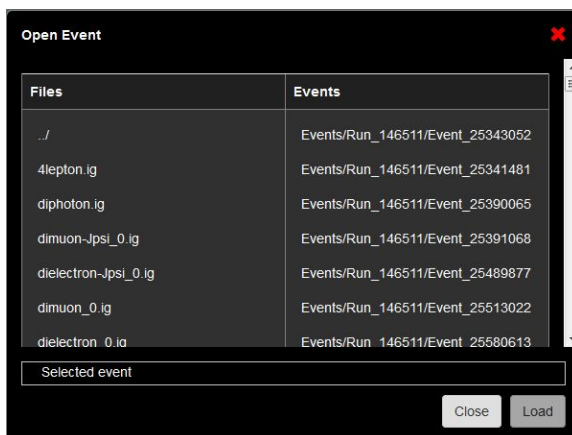 Open Event
Files Events
../ Events/Run_146511/Event_25343052
4lepton.ig Events/Run_146511/Event_25341481
diphoton.ig Events/Run_146511/Event_25390065
dimuon-Jpsi_0.ig Events/Run_146511/Event_25391068
dielectron-Jpsi_0.ig Events/Run_146511/Event_25489877
dimuon_0.ig Events/Run_146511/Event_25513022
dielectron_0.ig Events/Run_146511/Event_25580613
Selected event
Close Load